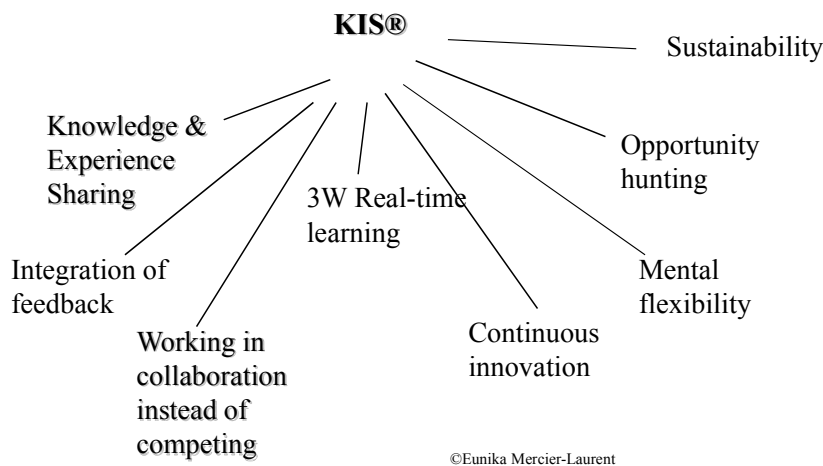 KIS®
Sustainability
Knowledge &
Experience
Sharing
Opportunity
hunting
3W Real-time
learning
Integration of
feedback
Mental
flexibility
Working in
collaboration
instead of
competing
Continuous
innovation
©Eunika Mercier-Laurent